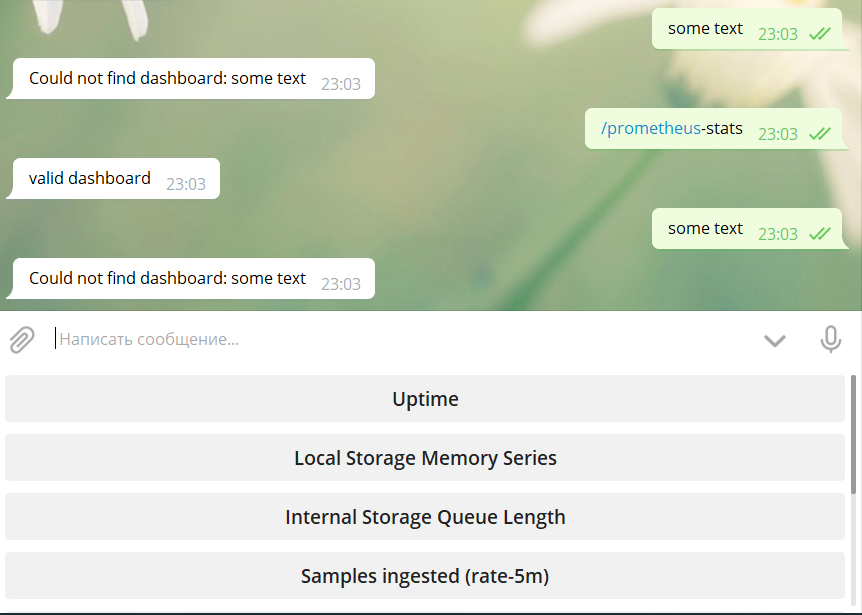 some text 23:03
Could not find dashboard: some text 23:03
/prometheus-stats 23:03
valid dashboard 23:03
some text 23:03
Could not find dashboard: some text 23:03
Написать сообщение...
Uptime
Local Storage Memory Series
Internal Storage Queue Length
Samples ingested (rate-5m)